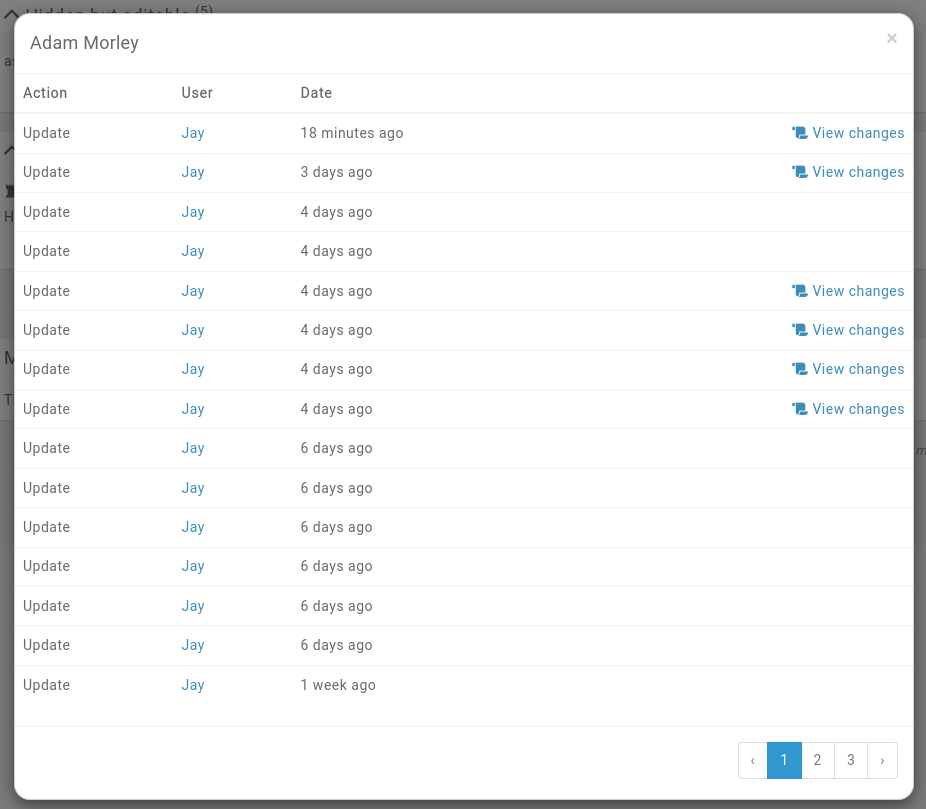 Hidden but editable (5)
Adam Morley
×
Action User Date
Update Jay 18 minutes ago View changes
Update Jay 3 days ago View changes
Update Jay 4 days ago
Update Jay 4 days ago
Update Jay 4 days ago View changes
Update Jay 4 days ago View changes
Update Jay 4 days ago View changes
Update Jay 4 days ago View changes
Update Jay 6 days ago
Update Jay 6 days ago
Update Jay 6 days ago
Update Jay 6 days ago
Update Jay 6 days ago
Update Jay 6 days ago
Update Jay 1 week ago
‹ 1 2 3 ›